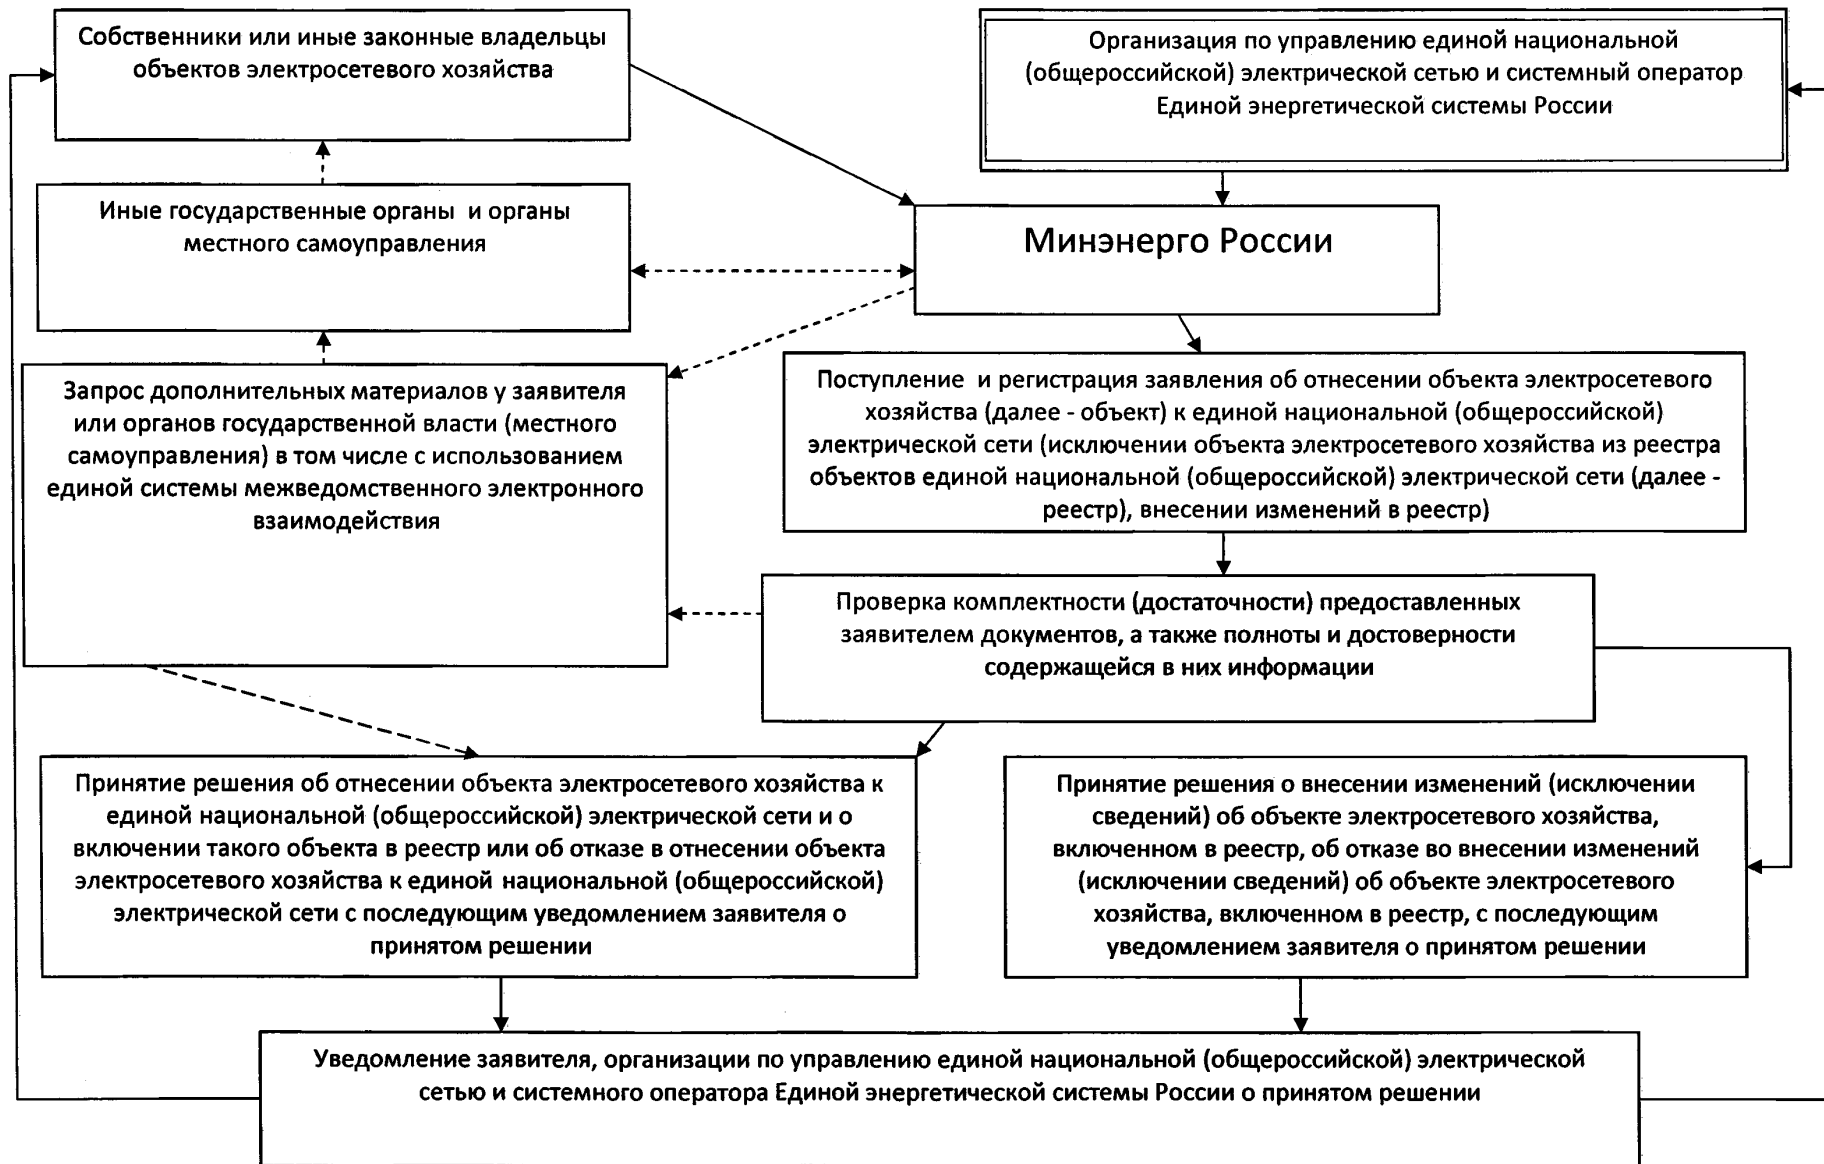 Собственники или иные законные владельцы
объектов электросетевого хозяйства
Организация по управлению единой национальной
(общероссийской) электрической сетью и системный оператор
Единой энергетической системы России
Иные государственные органы и органы
местного самоуправления
Минэнерго России
Запрос дополнительных материалов у заявителя
или органов государственной власти (местного
самоуправления) в том числе с использованием
единой системы межведомственного электронного
взаимодействия
Поступление и регистрация заявления об отнесении объекта электросетевого
хозяйства (далее - объект) к единой национальной (общероссийской)
электрической сети (исключении объекта электросетевого хозяйства из реестра
объектов единой национальной (общероссийской) электрической сети (далее -
реестр), внесении изменений в реестр)
Проверка комплектности (достаточности) предоставленных
заявителем документов, а также полноты и достоверности
содержащейся в них информации
Принятие решения об отнесении объекта электросетевого хозяйства к
единой национальной (общероссийской) электрической сети и о
включении такого объекта в реестр или об отказе в отнесении объекта
электросетевого хозяйства к единой национальной (общероссийской)
электрической сети с последующим уведомлением заявителя о
принятом решении
Принятие решения о внесении изменений (исключении
сведений) об объекте электросетевого хозяйства,
включенном в реестр, об отказе во внесении изменений
(исключении сведений) об объекте электросетевого
хозяйства, включенном в реестр, с последующим
уведомлением заявителя о принятом решении
Уведомление заявителя, организации по управлению единой национальной (общероссийской) электрической
сетью и системного оператора Единой энергетической системы России о принятом решении